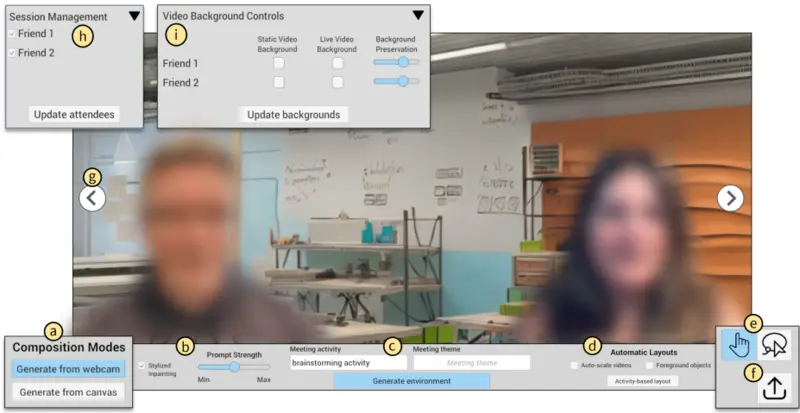 Session Management
h
Friend 1
Friend 2
Update attendees
Video Background Controls
i
Static Video Background
Live Video Background
Background Preservation
Friend 1
Friend 2
Update backgrounds
g
a
Composition Modes
Generate from webcam
Generate from canvas
b
Stylized Inpainting
Prompt Strength
Min
Max
Meeting activity
brainstorming activity
c
Meeting theme
Meeting theme
Generate environment
d
Automatic Layouts
Auto-scale videos
Foreground objects
Activity-based layout
e
f